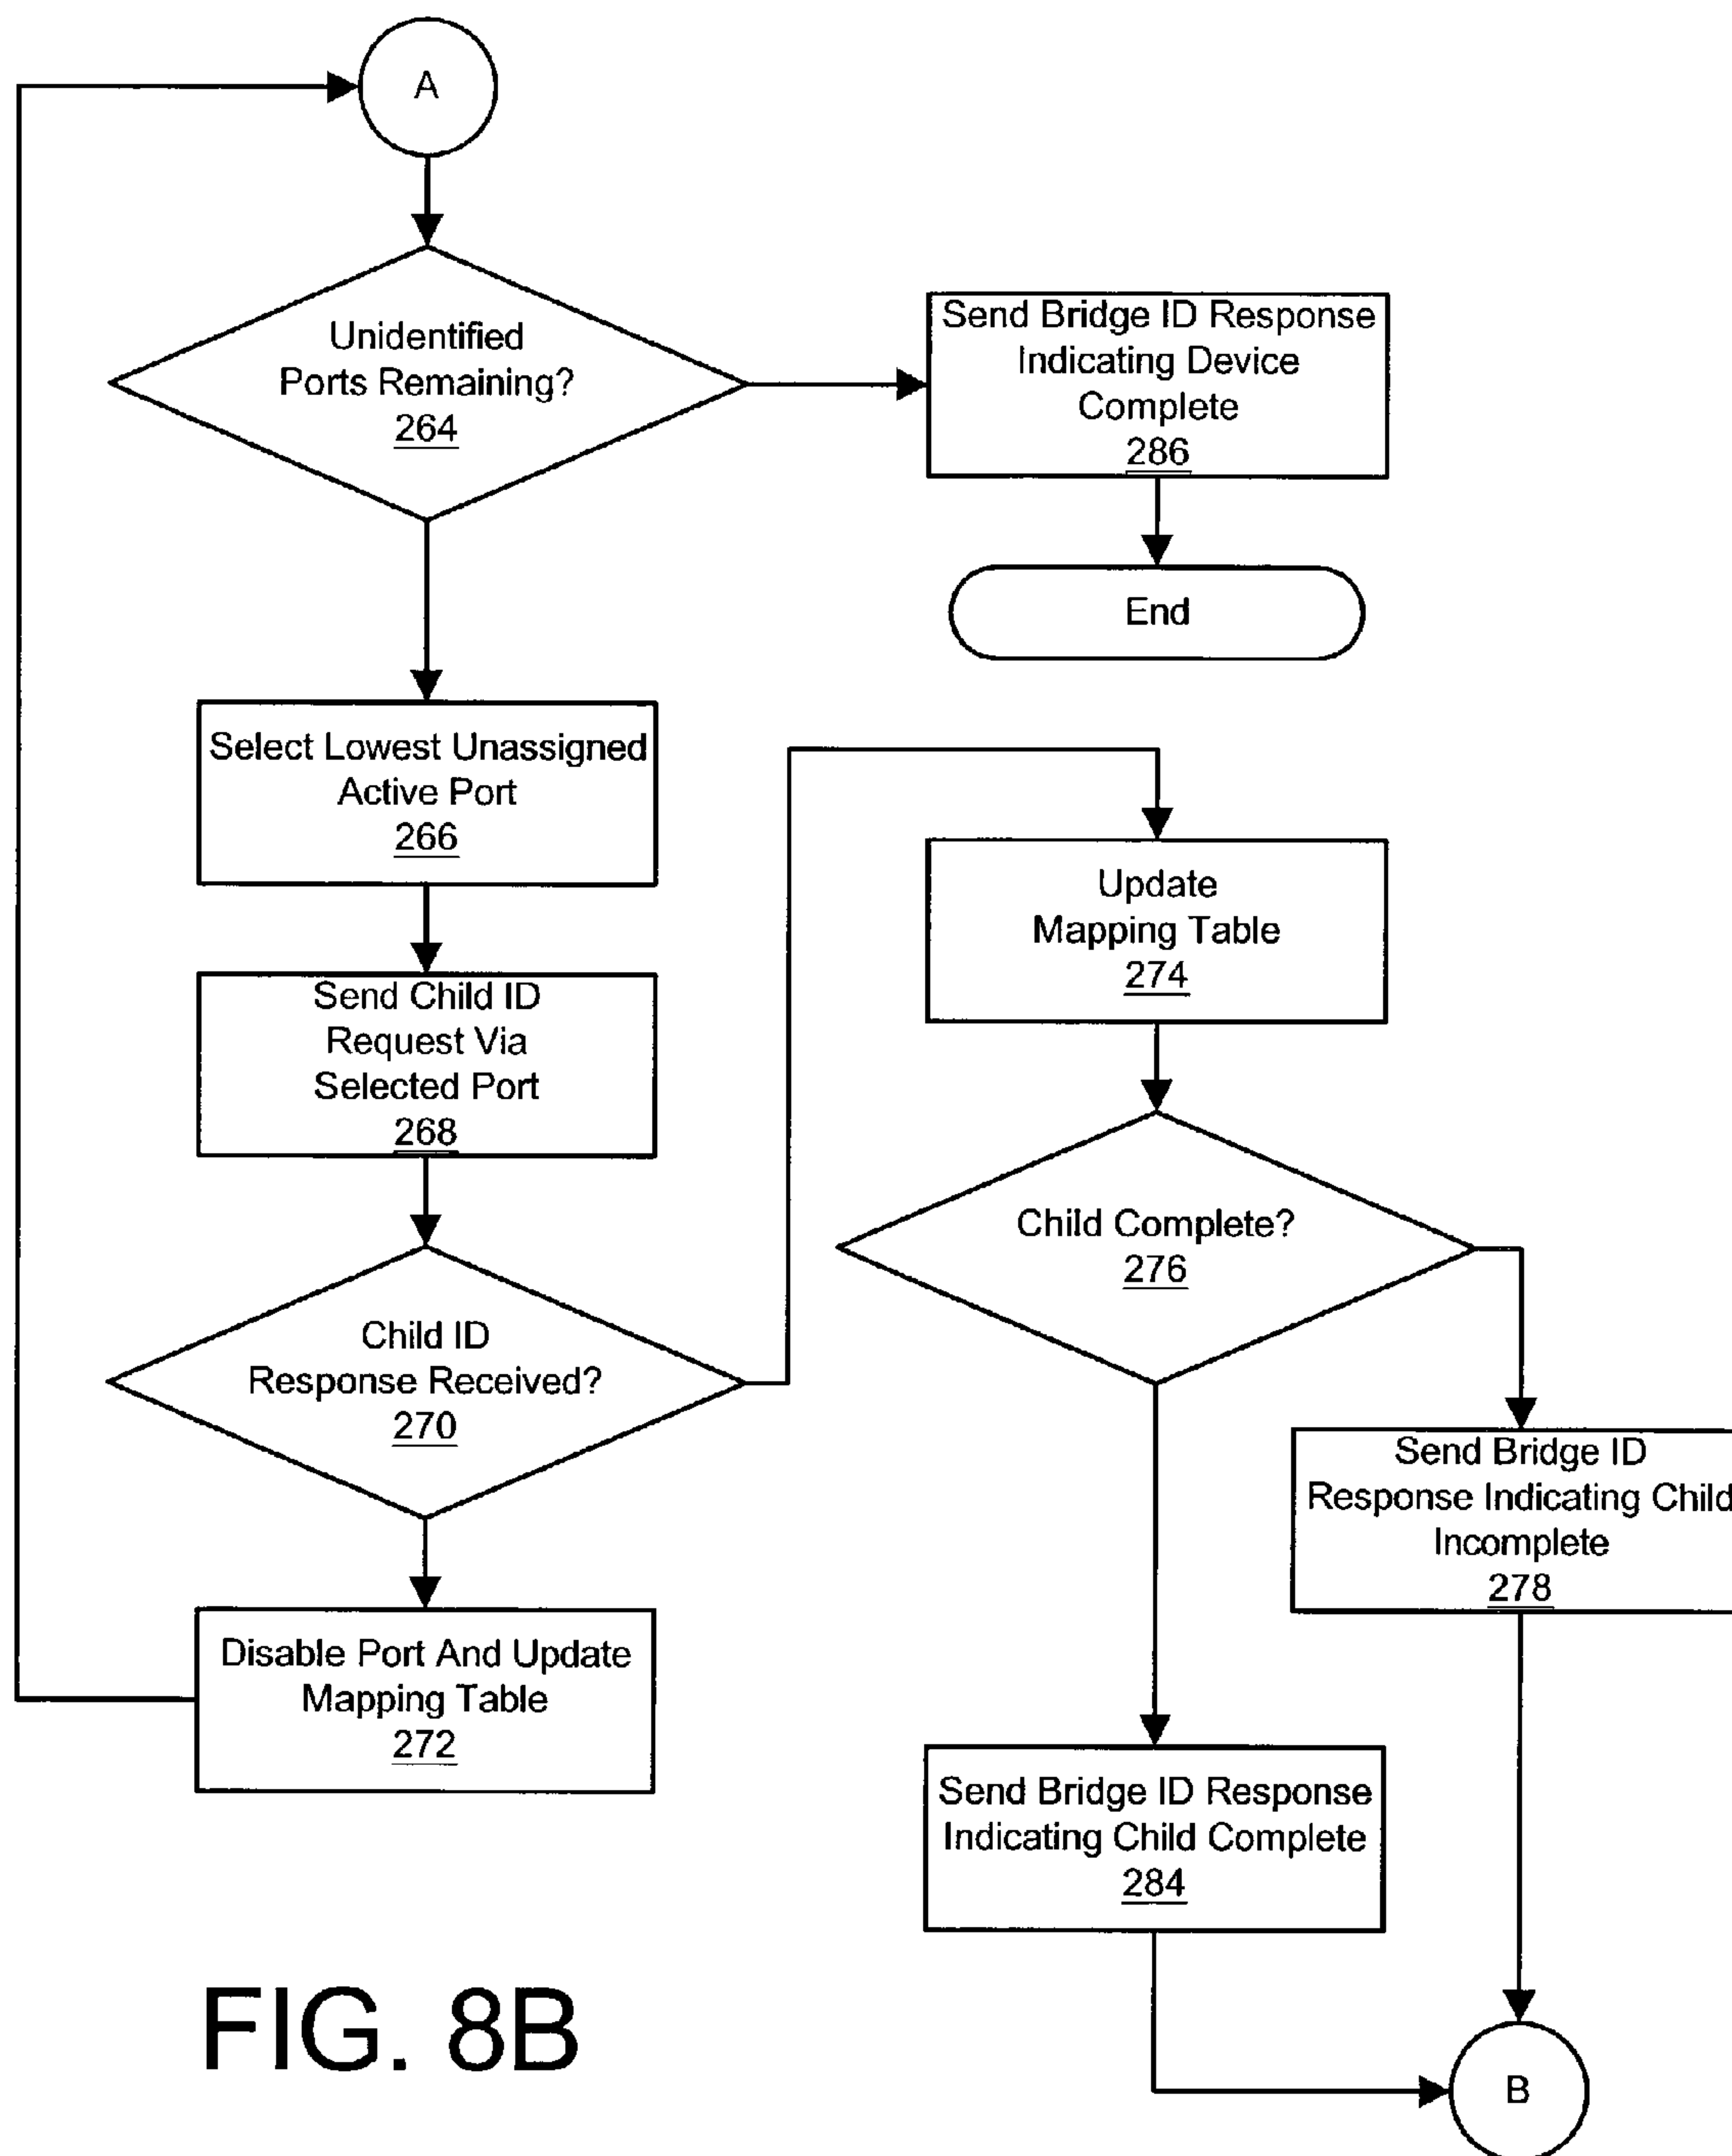 A
Unidentified
Ports Remaining?
264
Send Bridge ID Response
Indicating Device
Complete
286
End
Select Lowest Unassigned
Active Port
266
Send Child ID
Request Via
Selected Port
268
Child ID
Response Received?
270
Disable Port And Update
Mapping Table
272
Update
Mapping Table
274
Child Complete?
276
Send Bridge ID
Response Indicating Child
Incomplete
278
Send Bridge ID Response
Indicating Child Complete
284
B
FIG. 8B